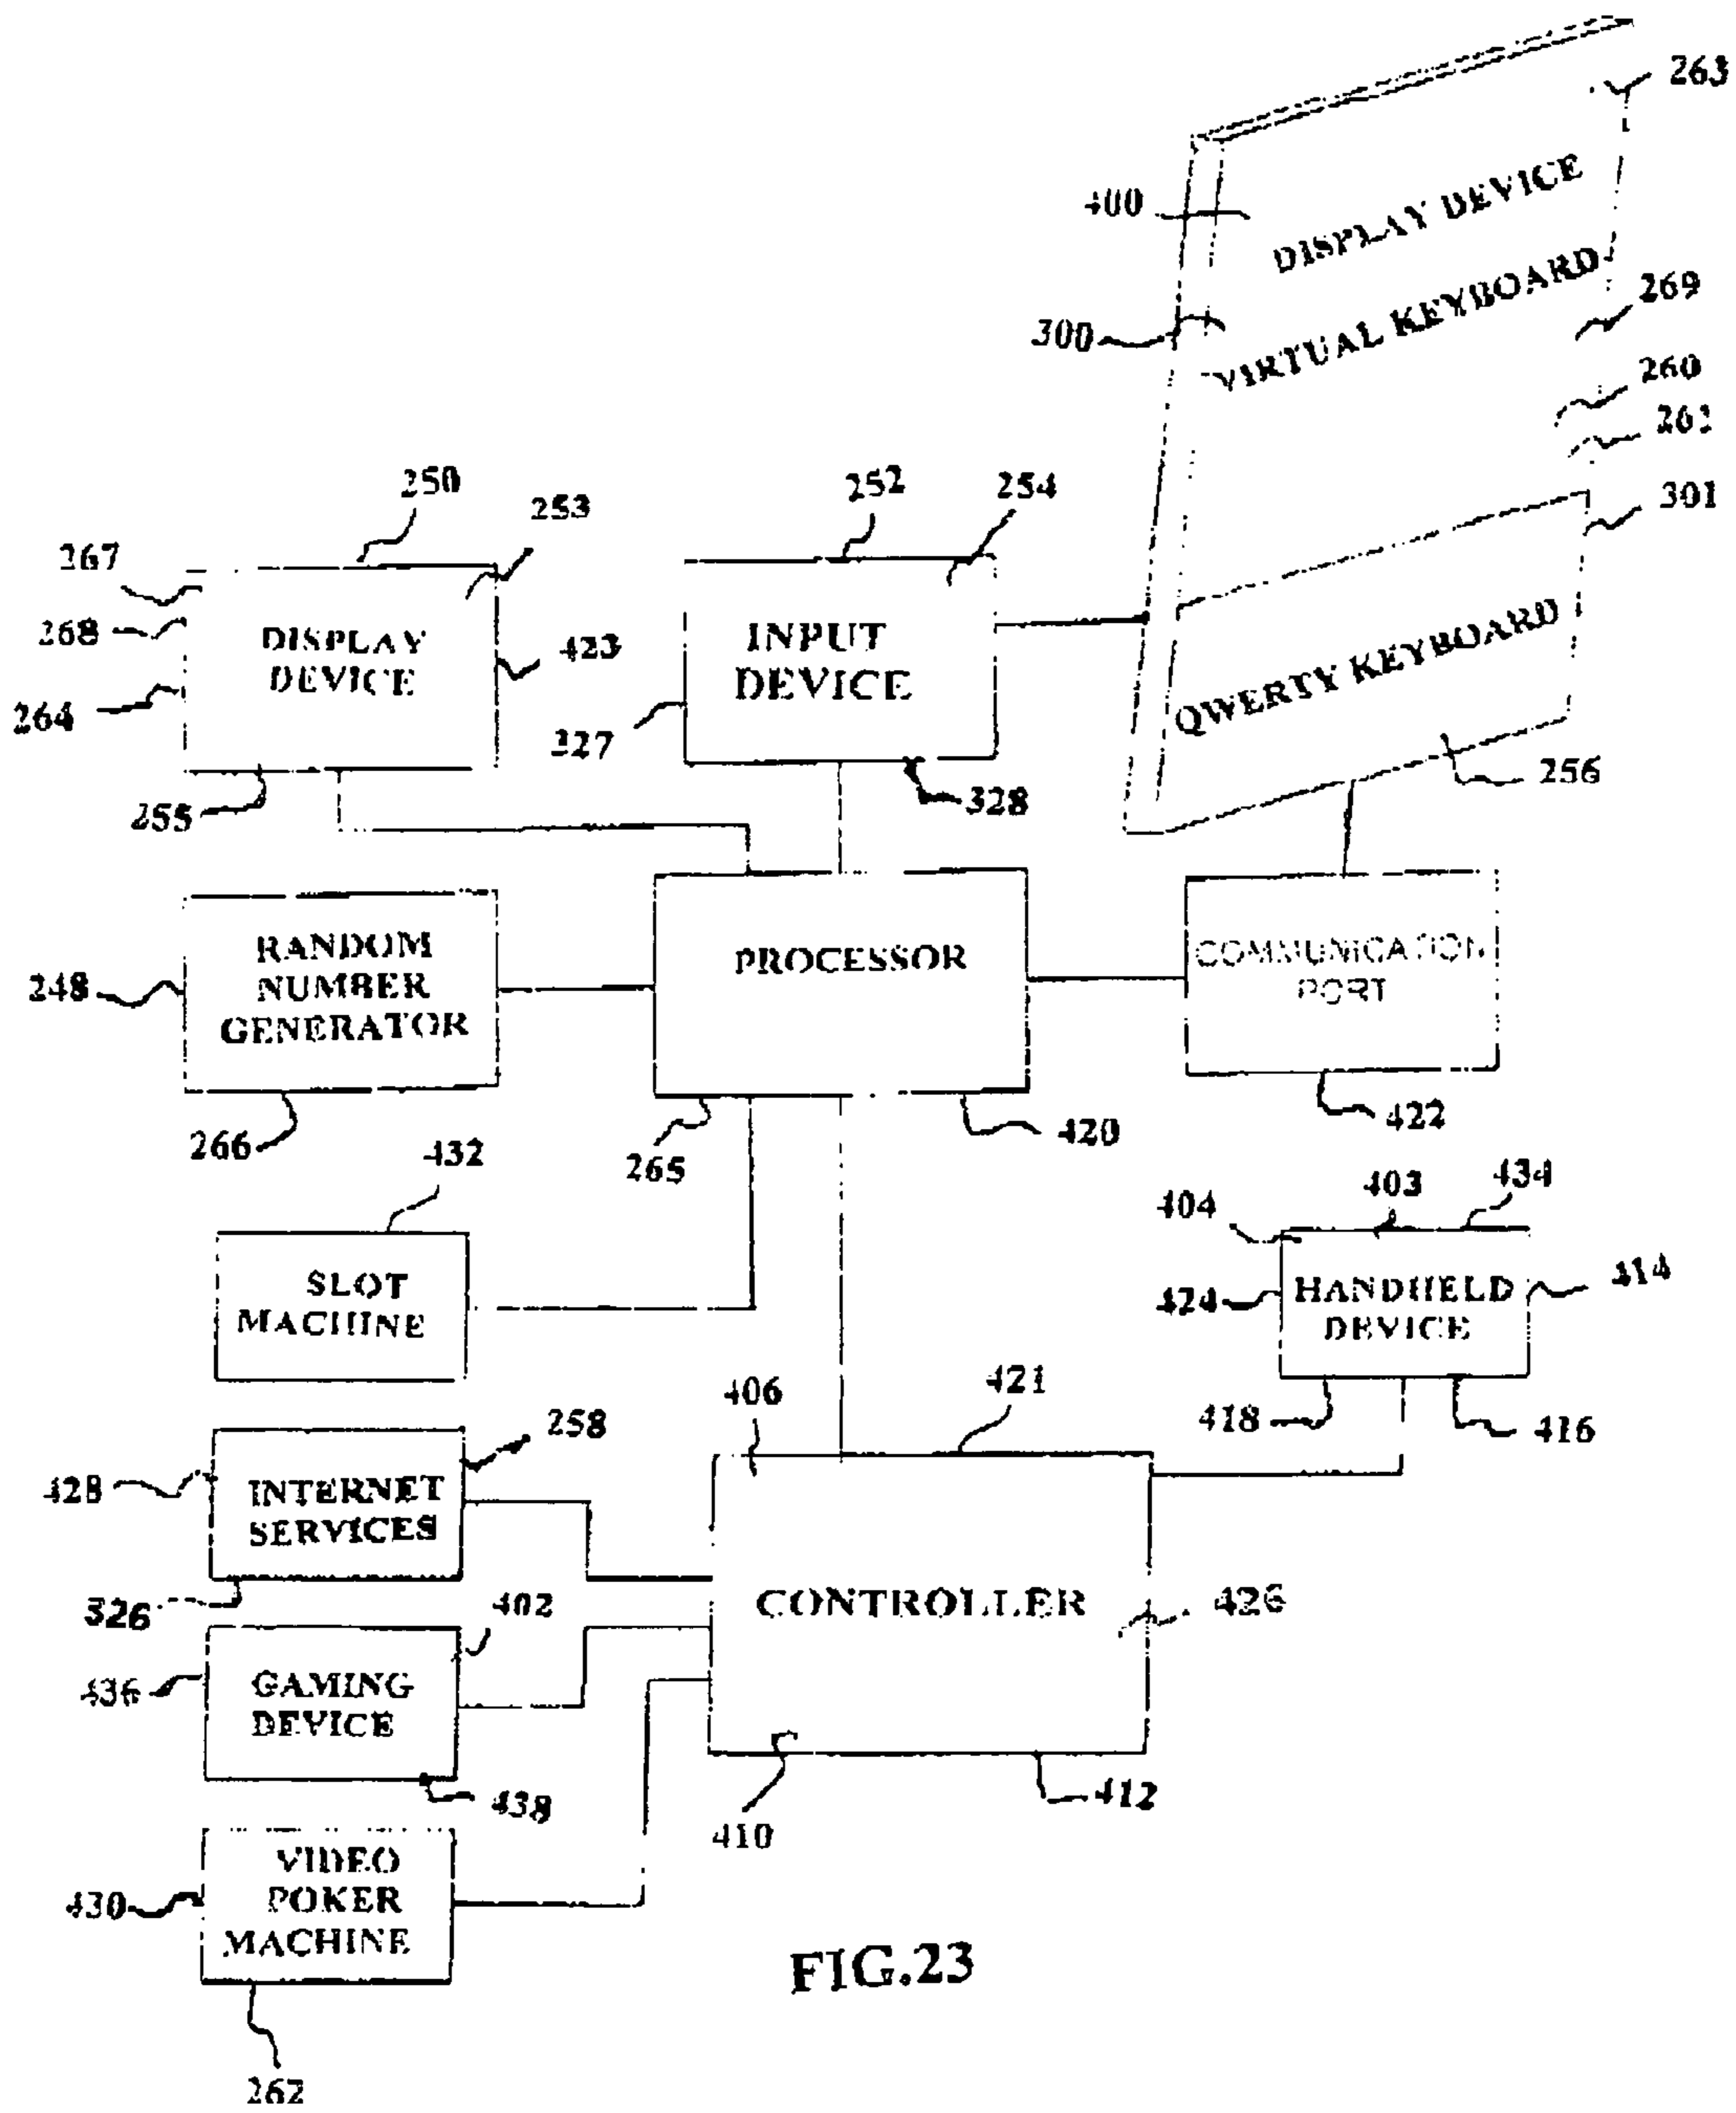 263
400
DISPLAY DEVICE
VIRTUAL KEYBOARD
269
300
260
261
301
250
252
254
253
267
268
DISPLAY
DEVICE
423
INPUT
DEVICE
QWERTY KEYBOARD
264
327
255
328
256
RANDOM
NUMBER
GENERATOR
248
PROCESSOR
COMMUNICATION
PORT
266
265
420
422
432
404
403
434
SLOT
MACHINE
424
HANDHELD
DEVICE
414
406
421
418
416
258
428
INTERNET
SERVICES
326
402
CONTROLLER
426
436
GAMING
DEVICE
438
410
412
VIDEO
POKER
MACHINE
430
FIG.23
262